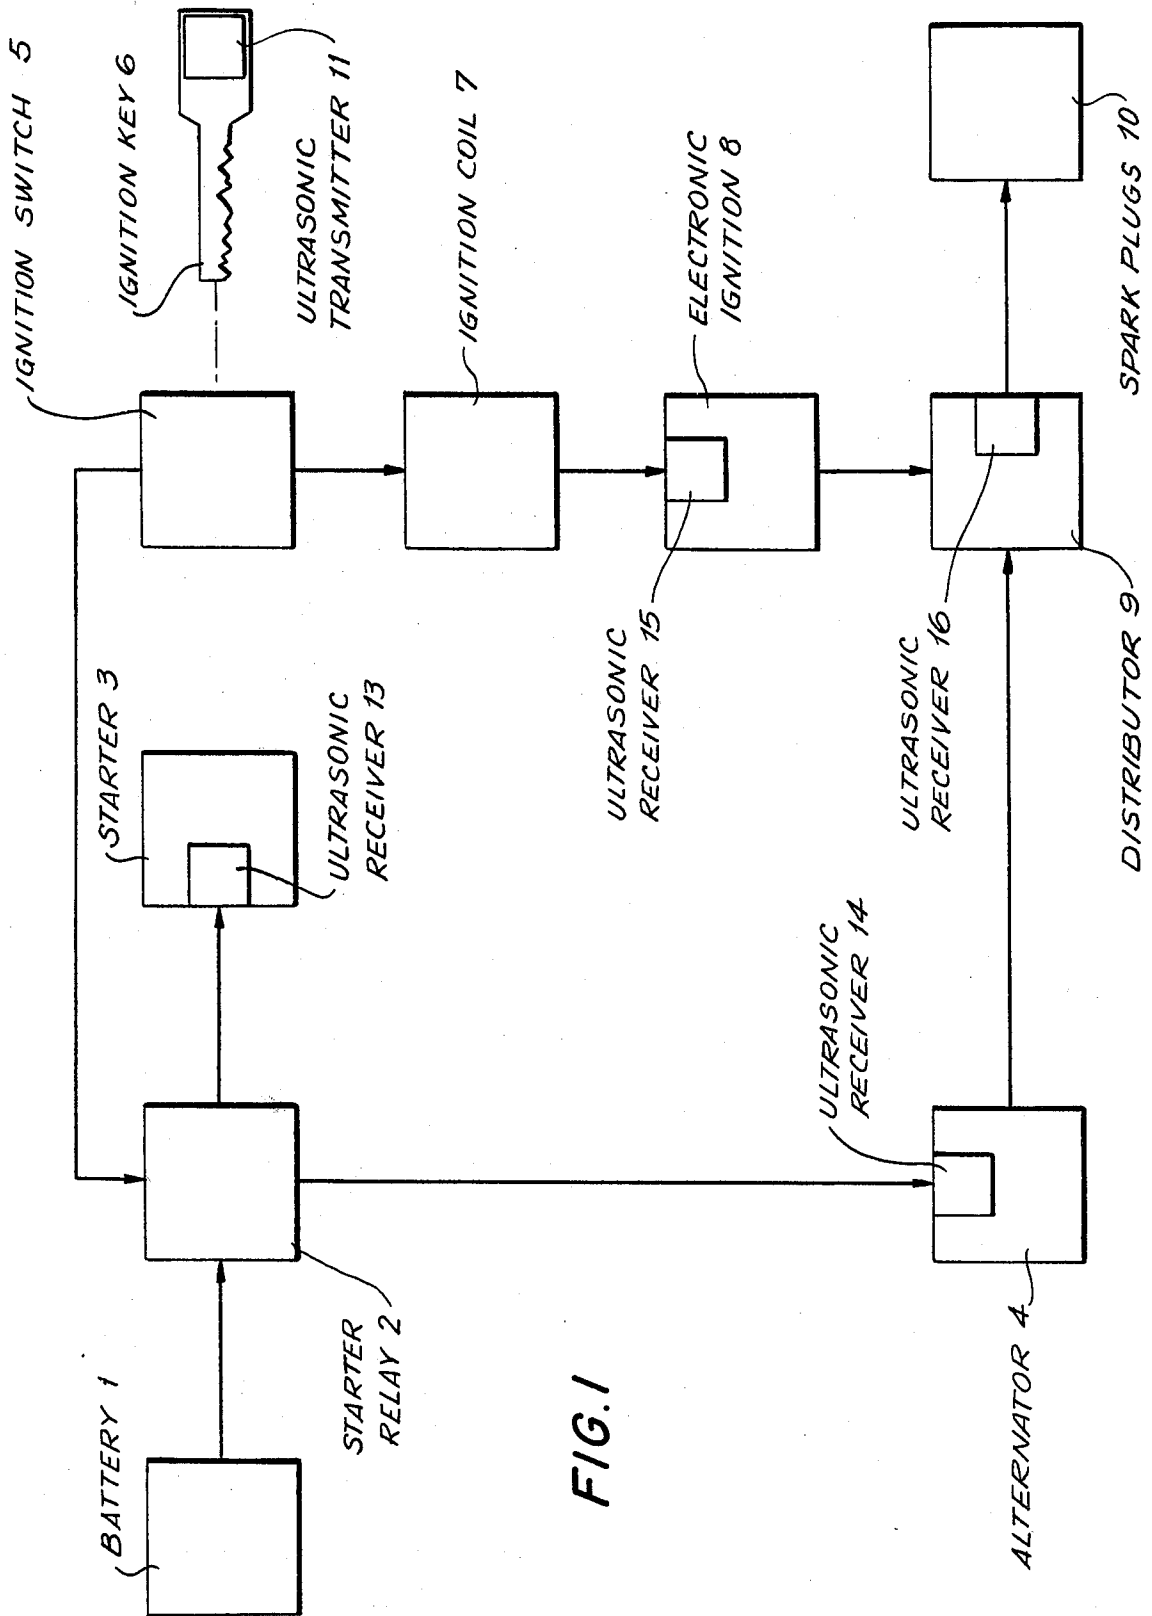 IGNITION SWITCH 5
IGNITION KEY 6
ULTRASONIC
TRANSMITTER 11
IGNITION COIL 7
ELECTRONIC
IGNITION 8
SPARK PLUGS 10
STARTER 3
ULTRASONIC
RECEIVER 13
ULTRASONIC
RECEIVER 15
ULTRASONIC
RECEIVER 16
DISTRIBUTOR 9
BATTERY 1
STARTER
RELAY 2
ULTRASONIC
RECEIVER 14
ALTERNATOR 4
FIG.1